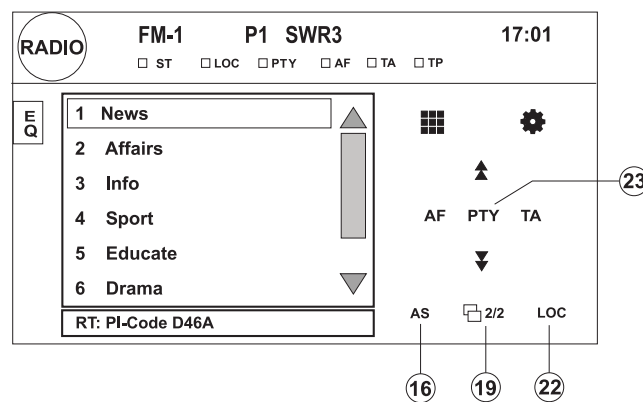 RADIO FM-1 P1 SWR3 17:01
ST LOC PTY AF TA TP
EQ
1 News
2 Affairs
3 Info
4 Sport
5 Educate
6 Drama
RT: PI-Code D46A
23
AF PTY TA
AS 2/2 LOC
16 19 22